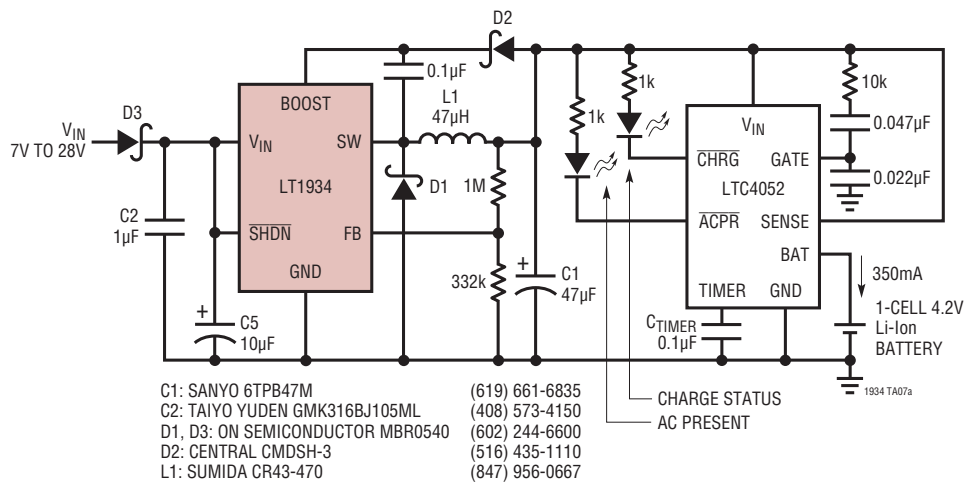 D2
0.1µF
L1
47µH
BOOST
D3
VIN
7V TO 28V
VIN
SW
LT1934
D1
1M
C2
1µF
SHDN
FB
GND
332k
C5
10µF
+
+
C1
47µF
1k
1k
10k
0.047µF
0.022µF
VIN
CHRG
GATE
LTC4052
ACPR
SENSE
BAT
TIMER
GND
350mA
1-CELL 4.2V
Li-Ion
BATTERY
CTIMER
0.1µF
1934 TA07a
CHARGE STATUS
AC PRESENT
C1: SANYO 6TPB47M (619) 661-6835
C2: TAIYO YUDEN GMK316BJ105ML (408) 573-4150
D1, D3: ON SEMICONDUCTOR MBR0540 (602) 244-6600
D2: CENTRAL CMDSH-3 (516) 435-1110
L1: SUMIDA CR43-470 (847) 956-0667